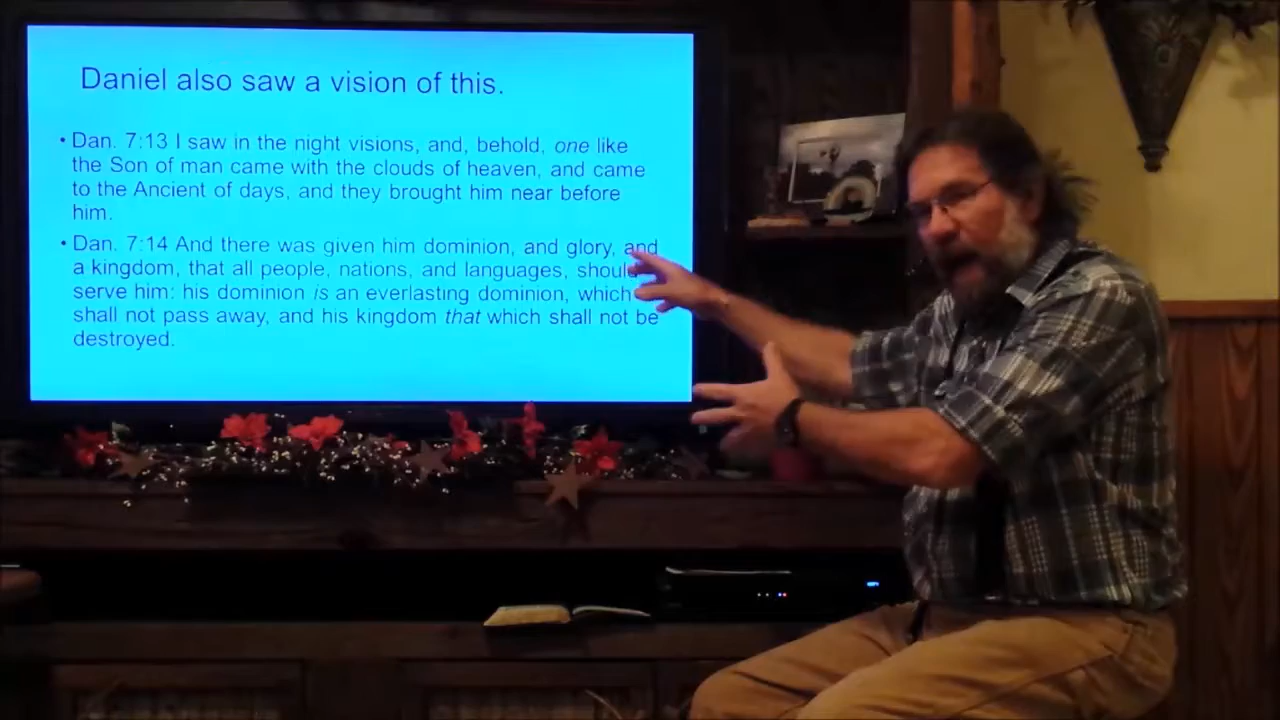 Daniel also saw a vision of this.
• Dan. 7:13 I saw in the night visions, and, behold, one like
the Son of man came with the clouds of heaven, and came
to the Ancient of days, and they brought him near before
him.
• Dan. 7:14 And there was given him dominion, and glory, and
a kingdom, that all people, nations, and languages, should
serve him: his dominion is an everlasting dominion, which
shall not pass away, and his kingdom that which shall not be
destroyed.